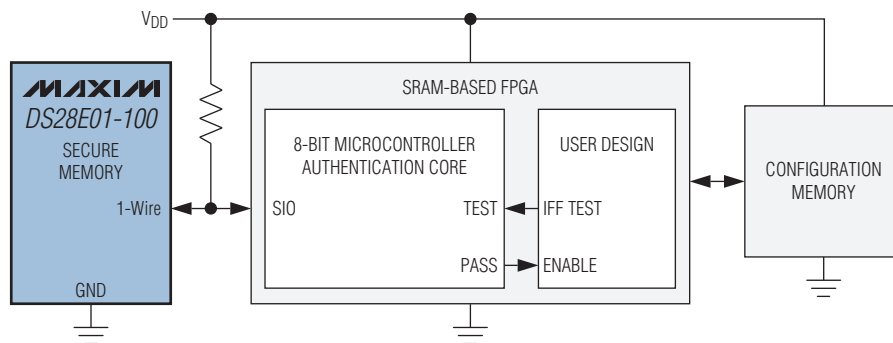 VDD
MAXIM
DS28E01-100
SECURE
MEMORY
1-Wire
GND
SRAM-BASED FPGA
8-BIT MICROCONTROLLER
AUTHENTICATION CORE
SIO
TEST
PASS
USER DESIGN
IFF TEST
ENABLE
CONFIGURATION
MEMORY